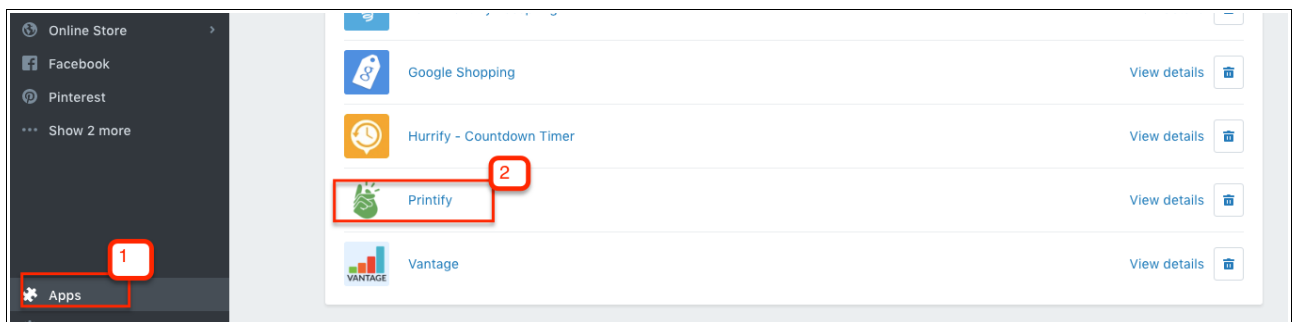 Online Store
Facebook
Pinterest
Show 2 more
1
Apps
Google Shopping
View details
Hurrify - Countdown Timer
View details
2
Printify
View details
VANTAGE
Vantage
View details